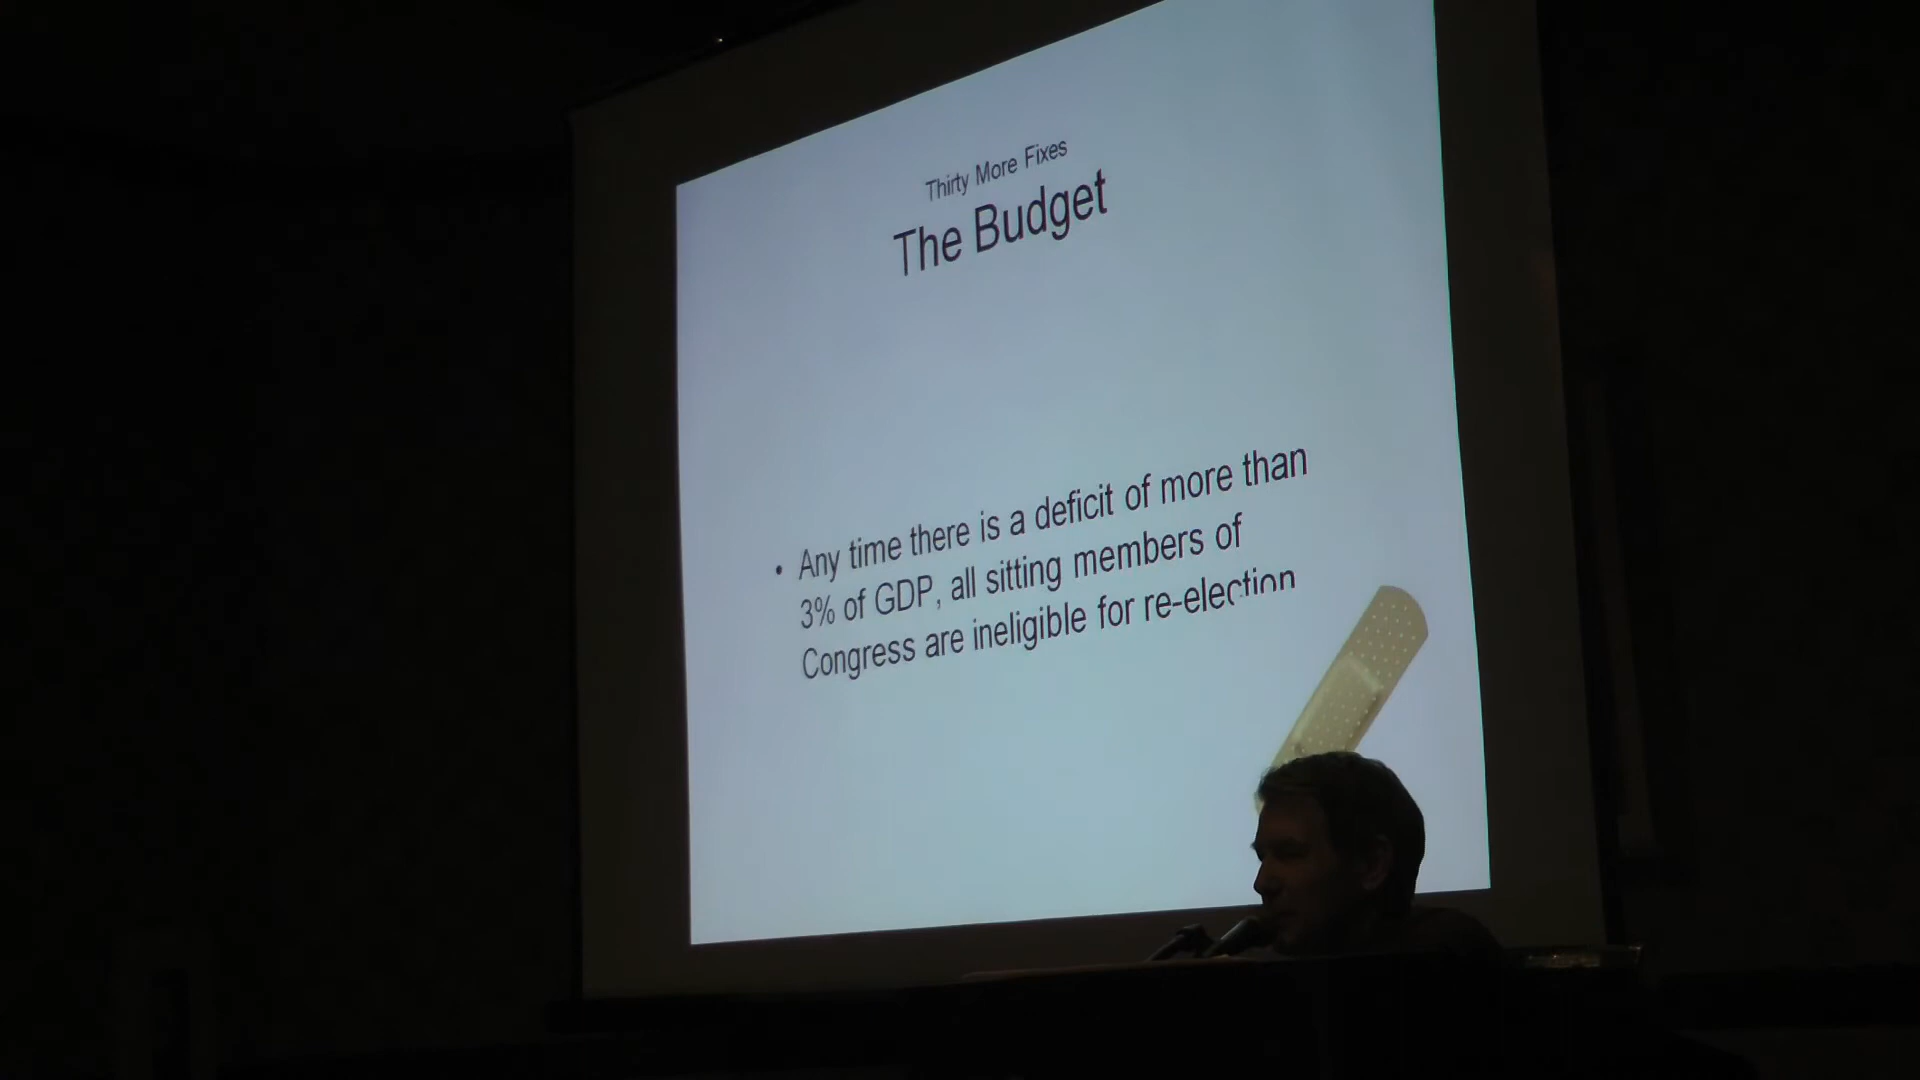 Thirty More Fixes
The Budget
• Any time there is a deficit of more than
3% of GDP, all sitting members of
Congress are ineligible for re-election